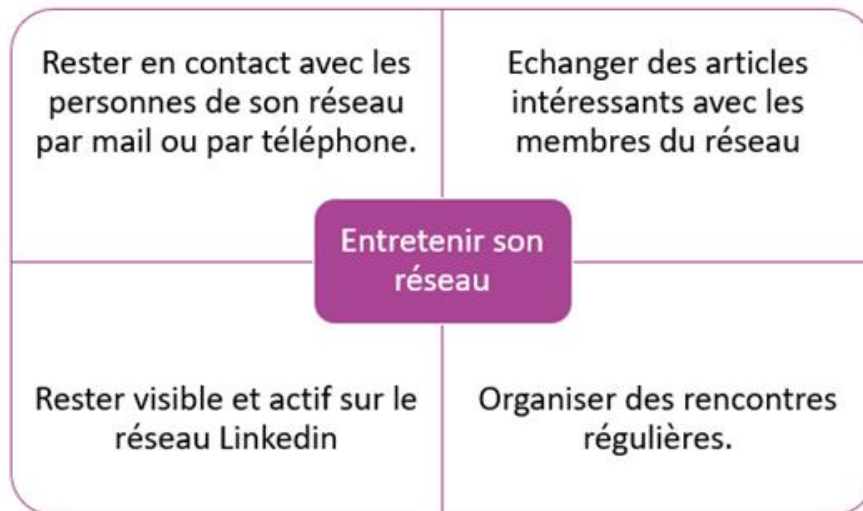 Rester en contact avec les
personnes de son réseau
par mail ou par téléphone.
Echanger des articles
intéressants avec les
membres du réseau
Entretenir son
réseau
Rester visible et actif sur le
réseau Linkedin
Organiser des rencontres
régulières.